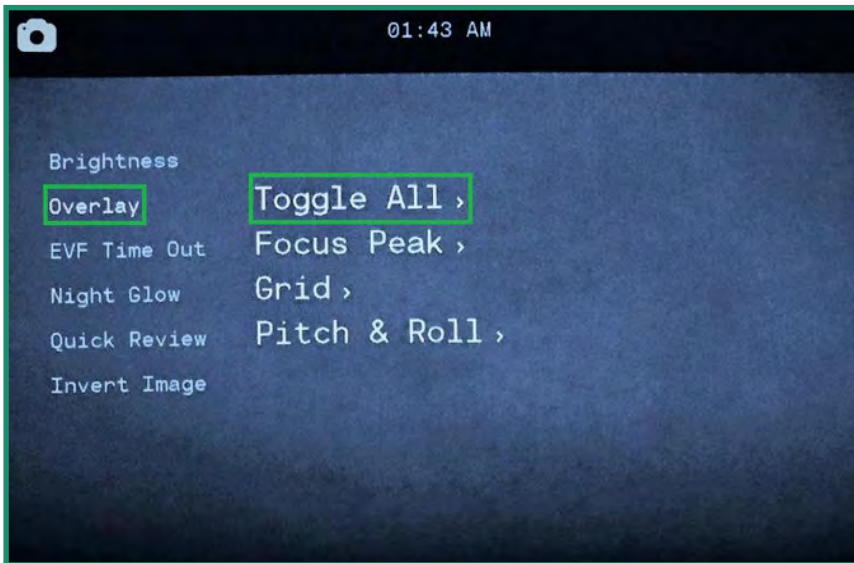 01:43 AM
Brightness
Overlay
EVF Time Out
Night Glow
Quick Review
Invert Image
Toggle All ›
Focus Peak ›
Grid ›
Pitch & Roll ›